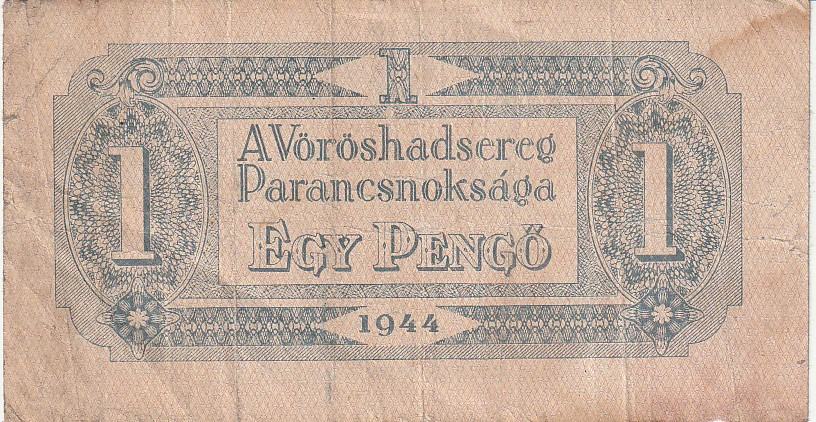 1
1
A Vöröshadsereg
Parancsnoksága
EGY PENGŐ
1
1944